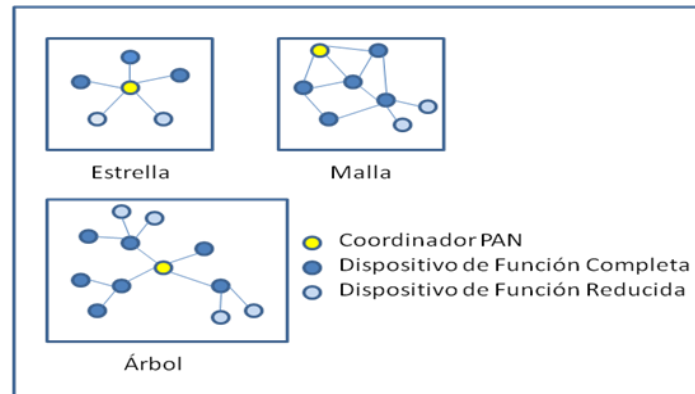 Estrella
Malla
Coordinador PAN
Dispositivo de Función Completa
Dispositivo de Función Reducida
Árbol